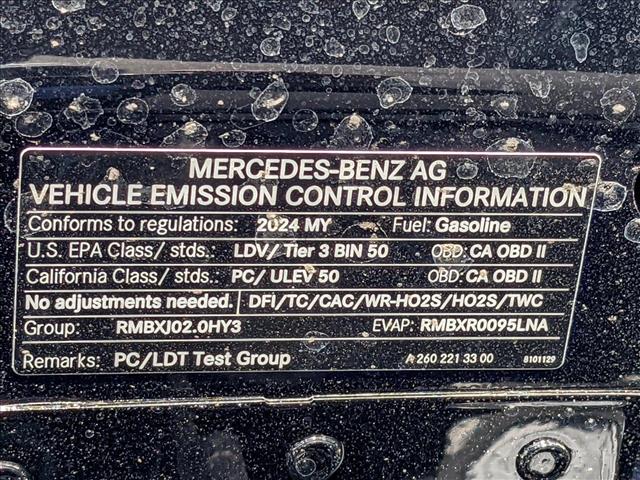 MERCEDES-BENZ AG
VEHICLE EMISSION CONTROL INFORMATION
Conforms to regulations: 2024 MY Fuel: Gasoline
U.S. EPA Class/ stds.: LDV/ Tier 3 BIN 50 OBD: CA OBD II
California Class/ stds.: PC/ ULEV 50 OBD: CA OBD II
No adjustments needed. DFI/TC/CAC/WR-HO2S/HO2S/TWC
Group: RMBXJ02.0HY3 EVAP: RMBXR0095LNA
Remarks: PC/LDT Test Group A 260 221 33 00 8101129